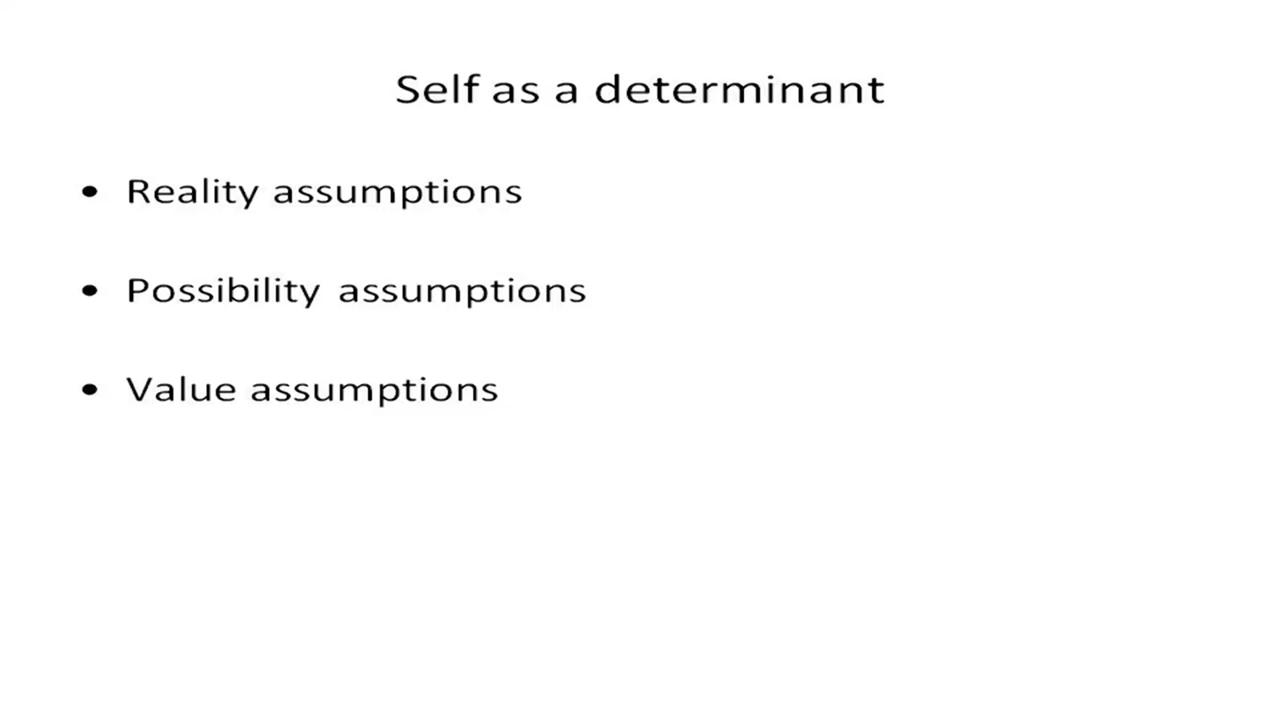 Self as a determinant
• Reality assumptions
• Possibility assumptions
• Value assumptions